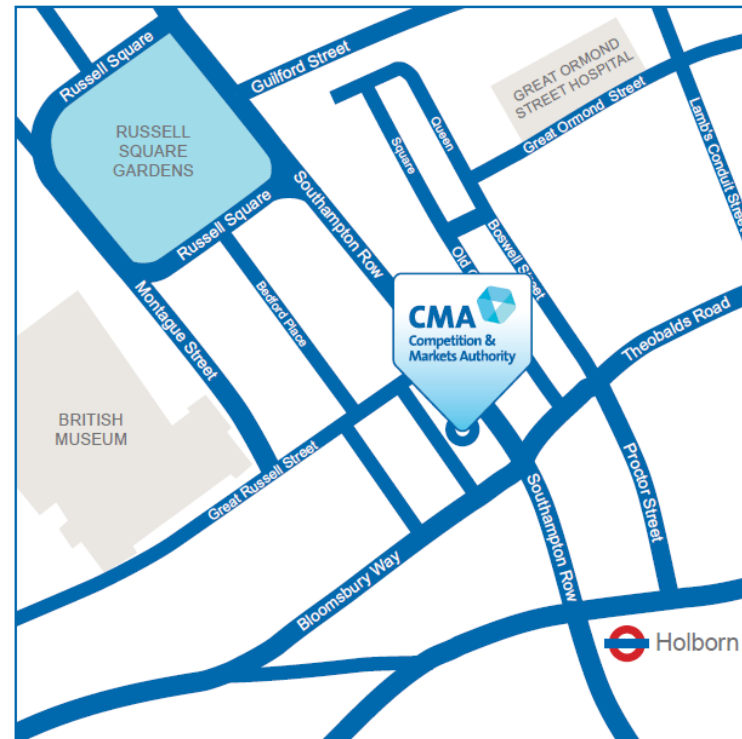 Russell Square
Guilford Street
GREAT ORMOND
STREET HOSPITAL
RUSSELL
SQUARE
GARDENS
Queen
Square
Great Ormond Street
Lamb's Conduit Street
Russell Square
Southampton Row
Boswell Street
Old
Montague Street
Bedford Place
CMA
Competition &
Markets Authority
Theobalds Road
BRITISH
MUSEUM
Great Russell Street
Proctor Street
Southampton Row
Bloomsbury Way
Holborn